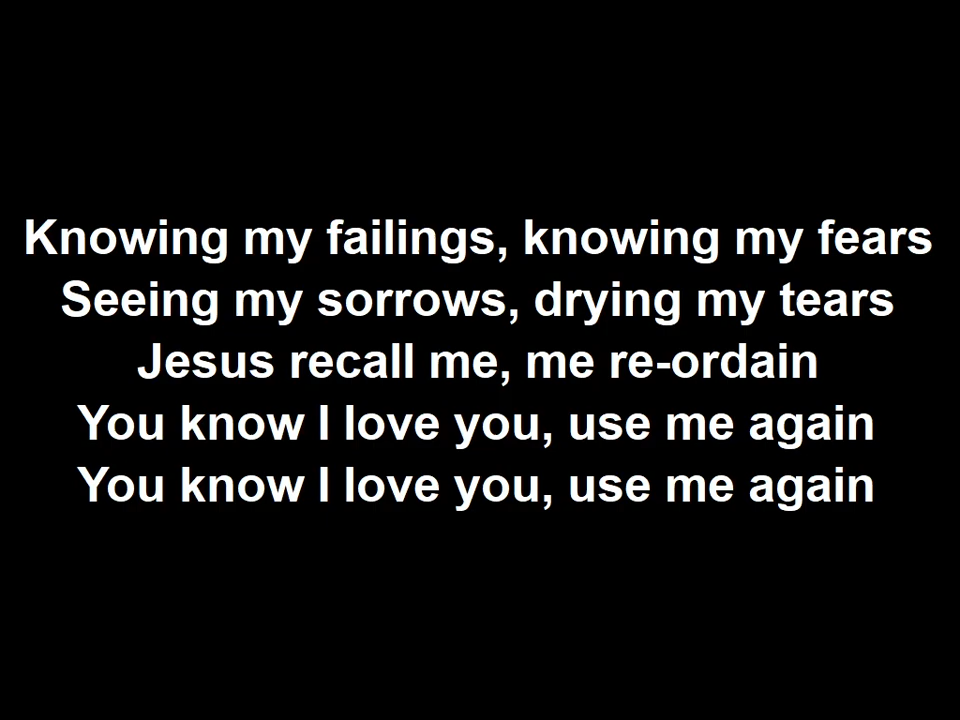 Knowing my failings, knowing my fears
Seeing my sorrows, drying my tears
Jesus recall me, me re-ordain
You know I love you, use me again
You know I love you, use me again